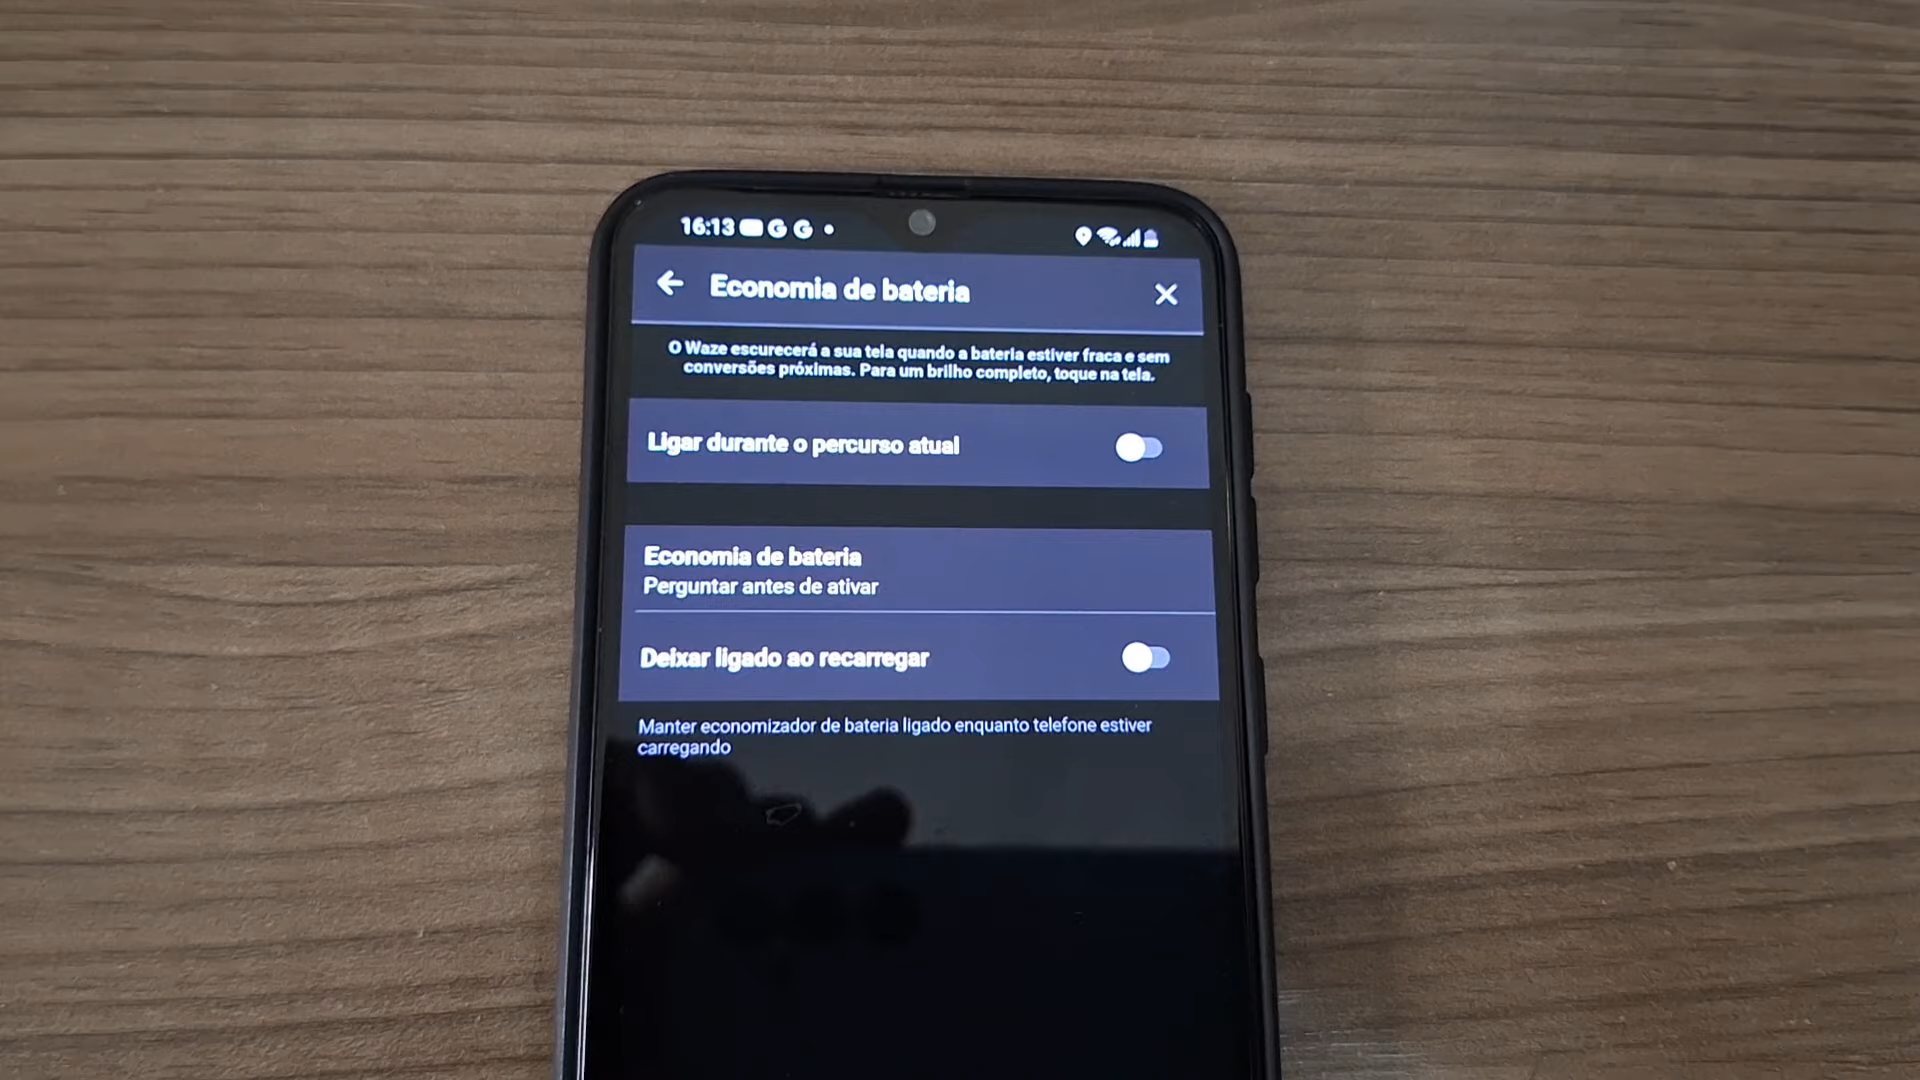 16:13 G G
Economia de bateria
O Waze escurecerá a sua tela quando a bateria estiver fraca e sem
conversões próximas. Para um brilho completo, toque na tela.
Ligar durante o percurso atual
Economia de bateria
Perguntar antes de ativar
Deixar ligado ao recarregar
Manter economizador de bateria ligado enquanto telefone estiver
carregando